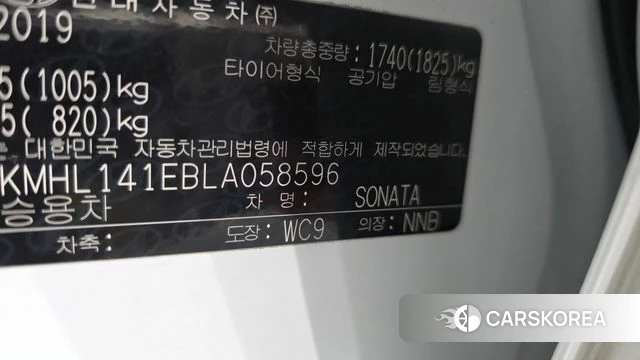 현대자동차(주)
2019
차량총중량: 1740(1825)kg
타이어형식 공기압 림형식
5(1005)kg
5( 820)kg
는 대한민국 자동차관리법령에 적합하게 제작되었습
KMHL141EBLA058596
승용차 차 명: SONATA
차축: 도장: WC9 의장: NNB
CARSKOREA